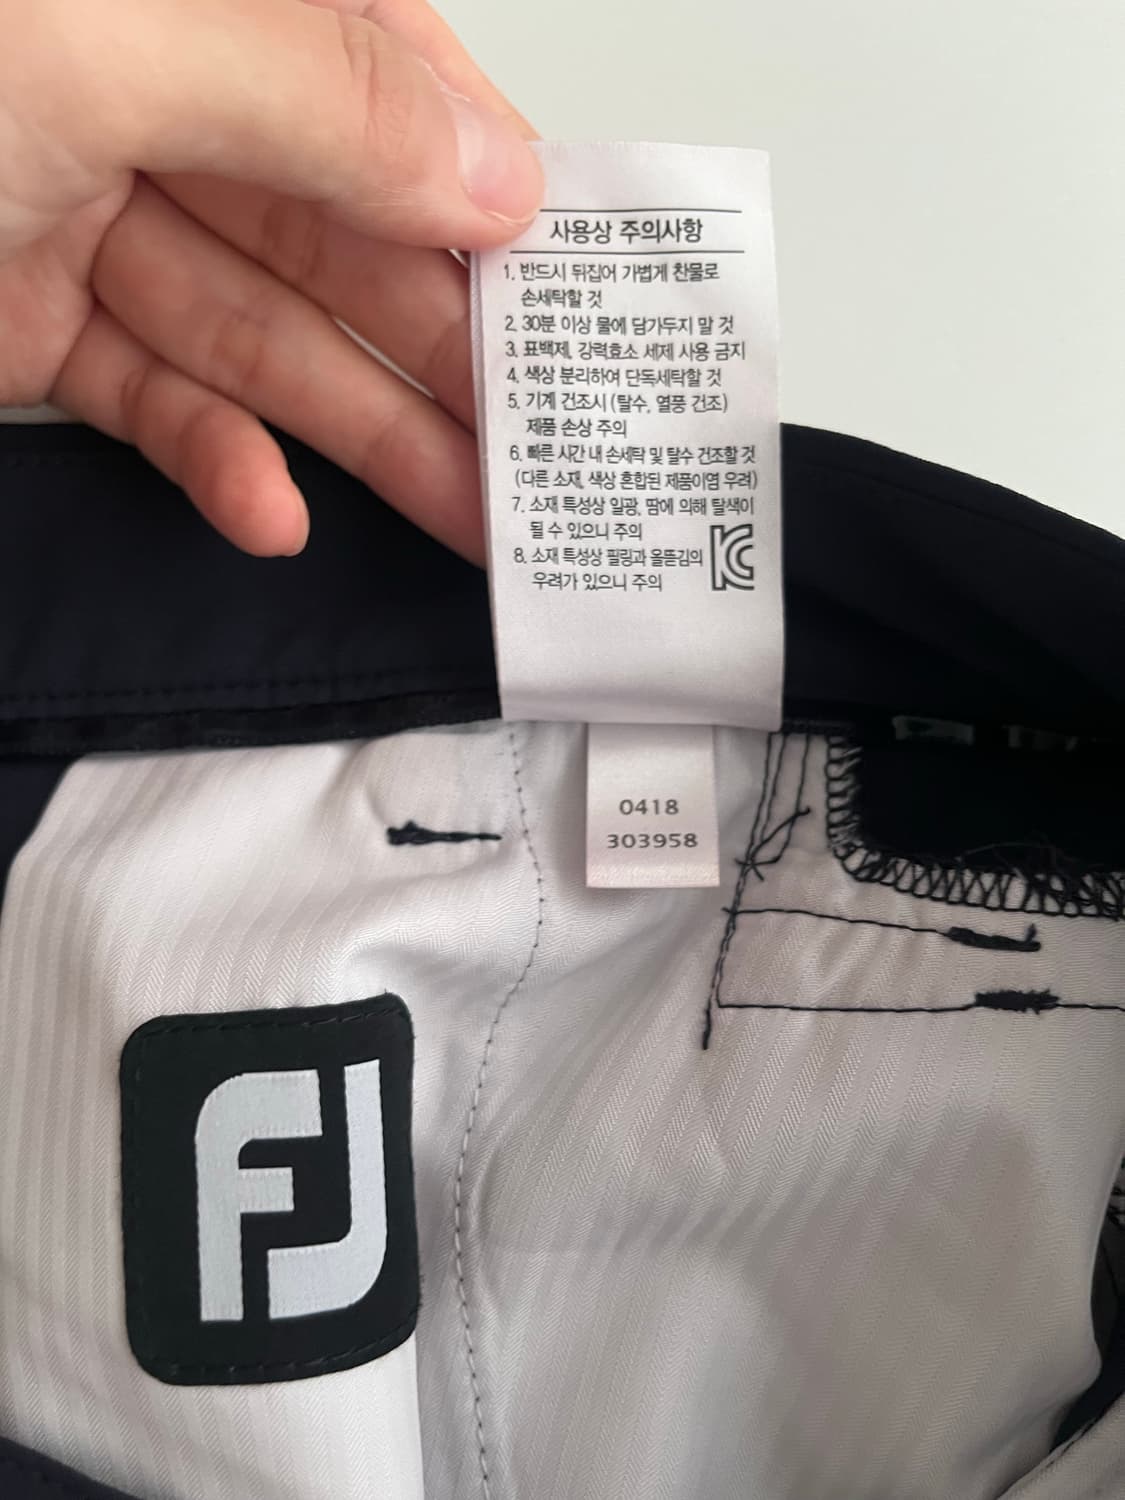 사용상 주의사항
1. 반드시 뒤집어 가볍게 찬물로
손세탁할 것
2. 30분 이상 물에 담가두지 말 것
3. 표백제, 강력효소 세제 사용 금지
4. 색상 분리하여 단독세탁할 것
5. 기계 건조시 (탈수, 열풍 건조)
제품 손상 주의
6. 빠른 시간 내 손세탁 및 탈수 건조할 것
(다른 소재, 색상 혼합된 제품이염 우려)
7. 소재 특성상 일광, 땀에 의해 탈색이
될 수 있으니 주의
8. 소재 특성상 필링과 올뜯김의
우려가 있으니 주의
KC
0418
303958
FJ